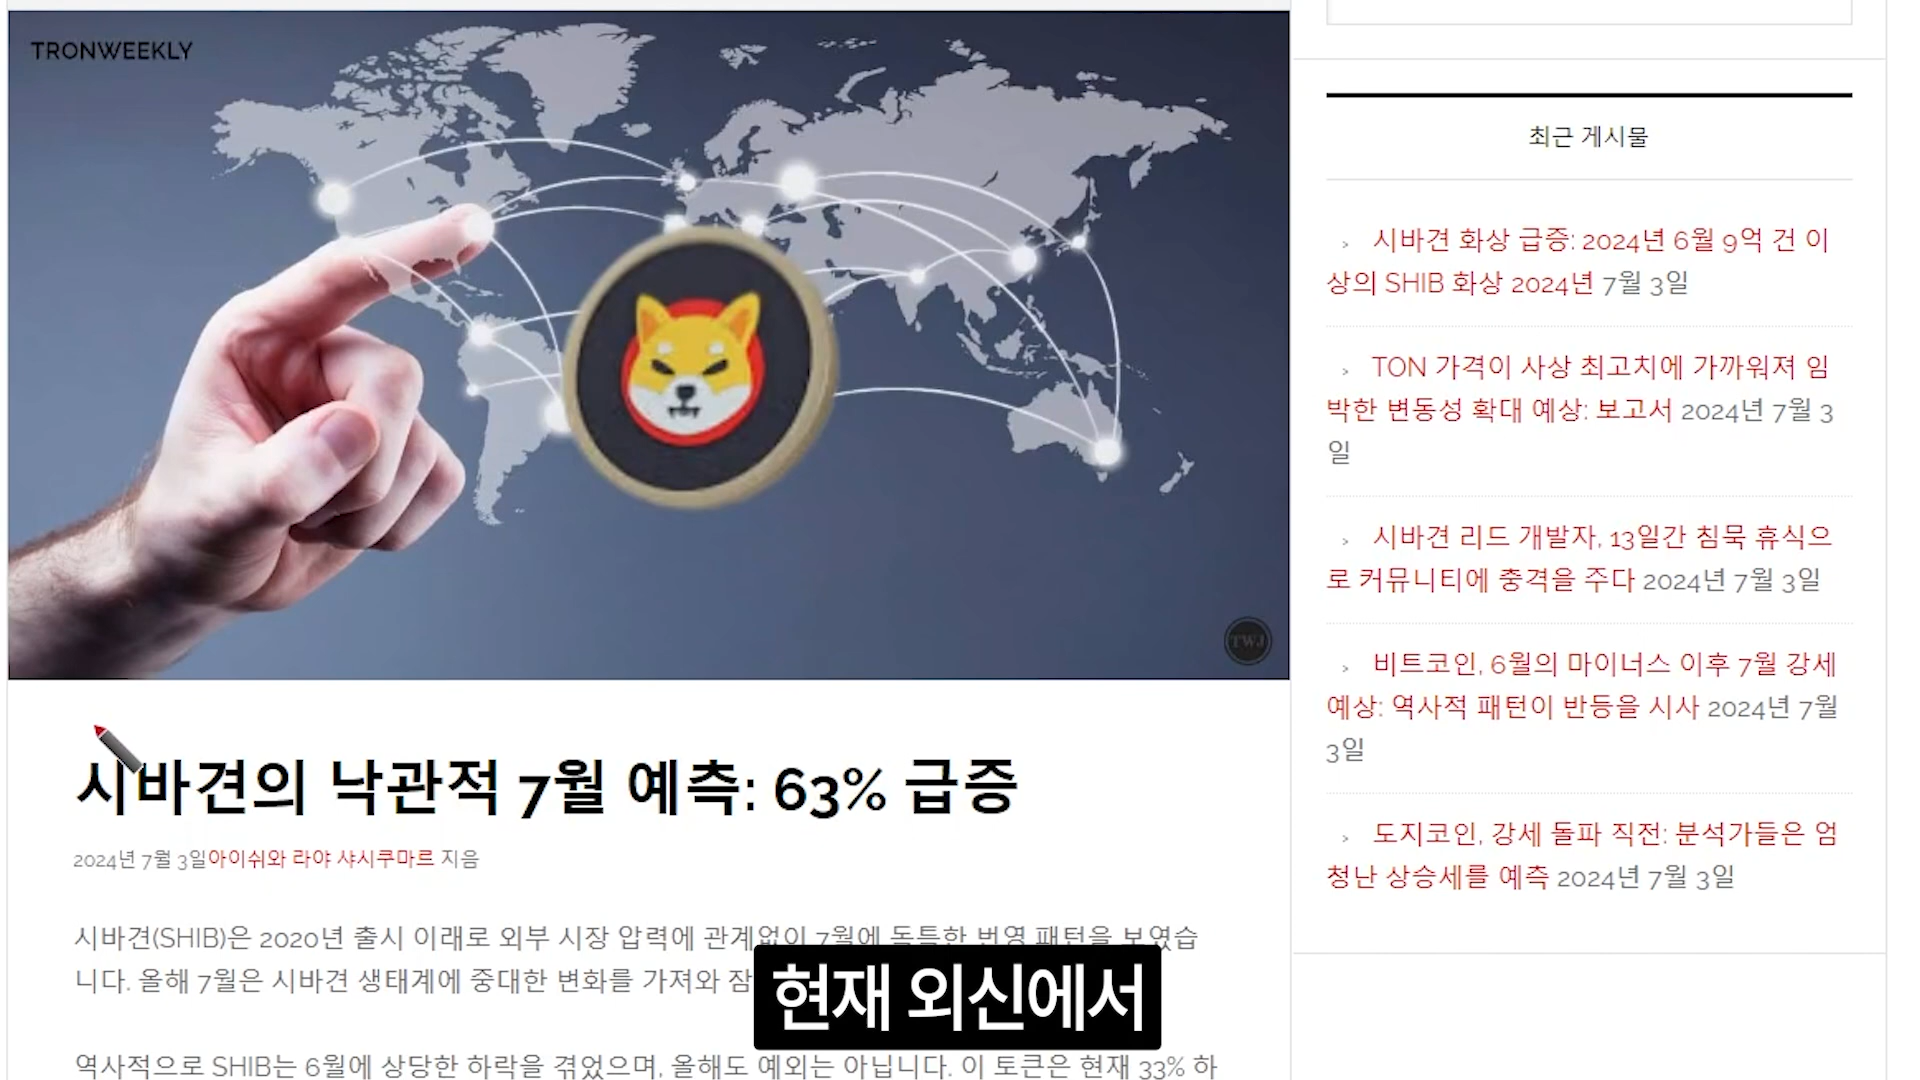 TRONWEEKLY
TWJ
시바견의 낙관적 7월 예측: 63% 급증
2024년 7월 3일아이쉬와 라야 샤시쿠마르 지음
시바견(SHIB)은 2020년 출시 이래로 외부 시장 압력에 관계없이 7월에 독특한 번영 패턴을 보였습
니다. 올해 7월은 시바견 생태계에 중대한 변화를 가져와 잠
현재 외신에서
역사적으로 SHIB는 6월에 상당한 하락을 겪었으며, 올해도 예외는 아닙니다. 이 토큰은 현재 33% 하
최근 게시물
시바견 화상 급증: 2024년 6월 9억 건 이
상의 SHIB 화상 2024년 7월 3일
TON 가격이 사상 최고치에 가까워져 임
박한 변동성 확대 예상: 보고서 2024년 7월 3
일
시바견 리드 개발자, 13일간 침묵 휴식으
로 커뮤니티에 충격을 주다 2024년 7월 3일
비트코인, 6월의 마이너스 이후 7월 강세
예상: 역사적 패턴이 반등을 시사 2024년 7월
3일
도지코인, 강세 돌파 직전: 분석가들은 엄
청난 상승세를 예측 2024년 7월 3일